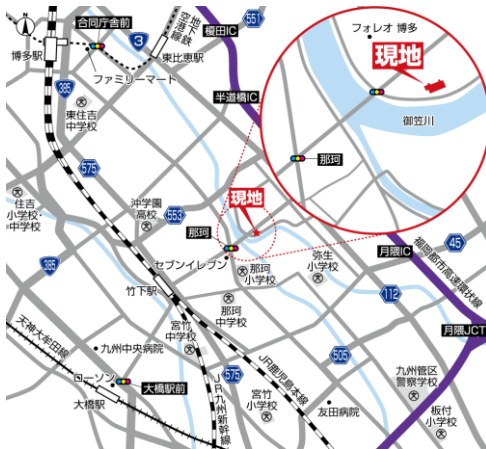 合同庁舎前
3
地下鉄
空港線
551
榎田IC
フォレオ 博多
博多駅
東比恵駅
現地
ファミリーマート
半道橋IC
385
東住吉
中学校
御笠川
575
那珂
住吉
小学校・
中学校
沖学園
高校
553
現地
那珂
45
セブンイレブン
弥生
小学校
月隈IC
福岡都市高速環状線
385
那珂
小学校
竹下駅
112
那珂
中学校
月隈JCT
天神大牟田線
宮竹
中学校
JR鹿児島本線
505
九州中央病院
575
九州管区
警察学校
ローソン
大橋駅前
JR九州新幹線
宮竹
小学校
大橋駅
友田病院
板付
小学校